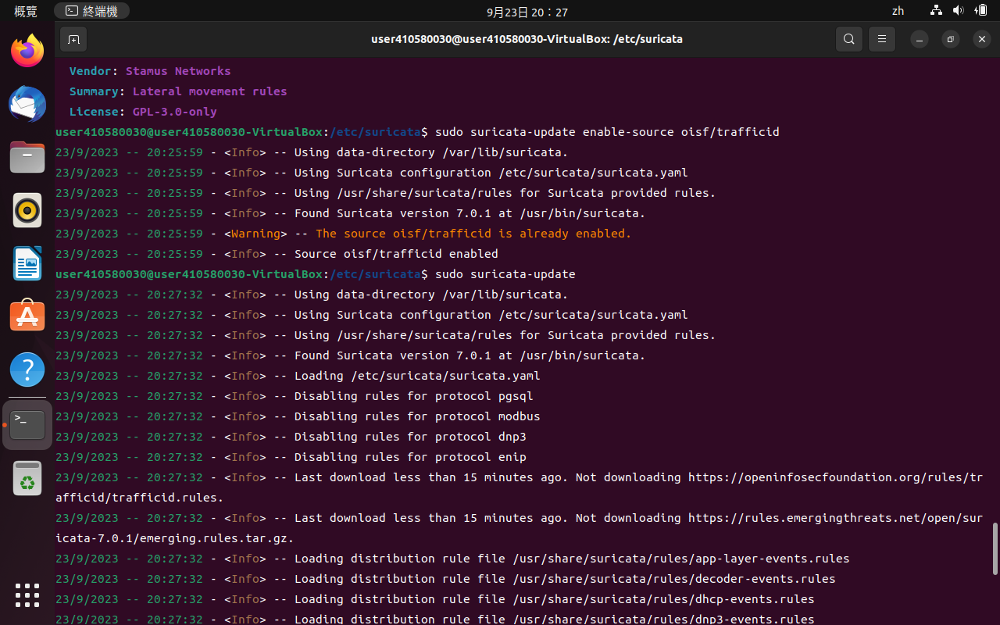 概覽 終端機 9月23日 20：27 zh
user410580030@user410580030-VirtualBox: /etc/suricata
Vendor: Stamus Networks
Summary: Lateral movement rules
License: GPL-3.0-only
user410580030@user410580030-VirtualBox:/etc/suricata$ sudo suricata-update enable-source oisf/trafficid
23/9/2023 -- 20:25:59 - <Info> -- Using data-directory /var/lib/suricata.
23/9/2023 -- 20:25:59 - <Info> -- Using Suricata configuration /etc/suricata/suricata.yaml
23/9/2023 -- 20:25:59 - <Info> -- Using /usr/share/suricata/rules for Suricata provided rules.
23/9/2023 -- 20:25:59 - <Info> -- Found Suricata version 7.0.1 at /usr/bin/suricata.
23/9/2023 -- 20:25:59 - <Warning> -- The source oisf/trafficid is already enabled.
23/9/2023 -- 20:25:59 - <Info> -- Source oisf/trafficid enabled
user410580030@user410580030-VirtualBox:/etc/suricata$ sudo suricata-update
23/9/2023 -- 20:27:32 - <Info> -- Using data-directory /var/lib/suricata.
23/9/2023 -- 20:27:32 - <Info> -- Using Suricata configuration /etc/suricata/suricata.yaml
23/9/2023 -- 20:27:32 - <Info> -- Using /usr/share/suricata/rules for Suricata provided rules.
23/9/2023 -- 20:27:32 - <Info> -- Found Suricata version 7.0.1 at /usr/bin/suricata.
23/9/2023 -- 20:27:32 - <Info> -- Loading /etc/suricata/suricata.yaml
23/9/2023 -- 20:27:32 - <Info> -- Disabling rules for protocol pgsql
23/9/2023 -- 20:27:32 - <Info> -- Disabling rules for protocol modbus
23/9/2023 -- 20:27:32 - <Info> -- Disabling rules for protocol dnp3
23/9/2023 -- 20:27:32 - <Info> -- Disabling rules for protocol enip
23/9/2023 -- 20:27:32 - <Info> -- Last download less than 15 minutes ago. Not downloading https://openinfosecfoundation.org/rules/tr
afficid/trafficid.rules.
23/9/2023 -- 20:27:32 - <Info> -- Last download less than 15 minutes ago. Not downloading https://rules.emergingthreats.net/open/sur
icata-7.0.1/emerging.rules.tar.gz.
23/9/2023 -- 20:27:32 - <Info> -- Loading distribution rule file /usr/share/suricata/rules/app-layer-events.rules
23/9/2023 -- 20:27:32 - <Info> -- Loading distribution rule file /usr/share/suricata/rules/decoder-events.rules
23/9/2023 -- 20:27:32 - <Info> -- Loading distribution rule file /usr/share/suricata/rules/dhcp-events.rules
23/9/2023 -- 20:27:32 - <Info> -- Loading distribution rule file /usr/share/suricata/rules/dnp3-events.rules